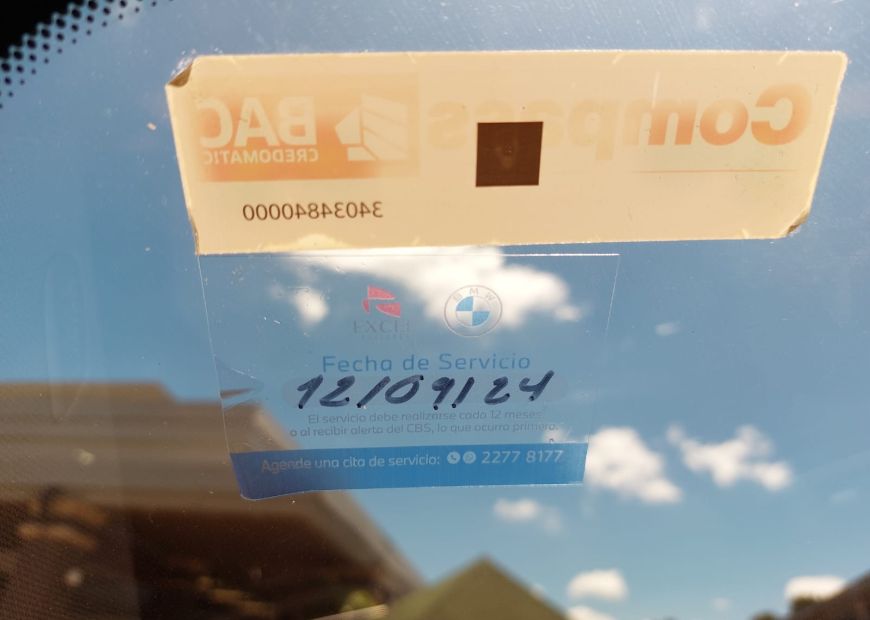 Compass
BAC
CREDOMATIC
34034840000
EXCEL
BMW
Fecha de Servicio
12/09/24
El servicio debe realizarse cada 12 meses
o al recibir alerta del CBS, lo que ocurra primero.
Agende una cita de servicio: 2277 8177